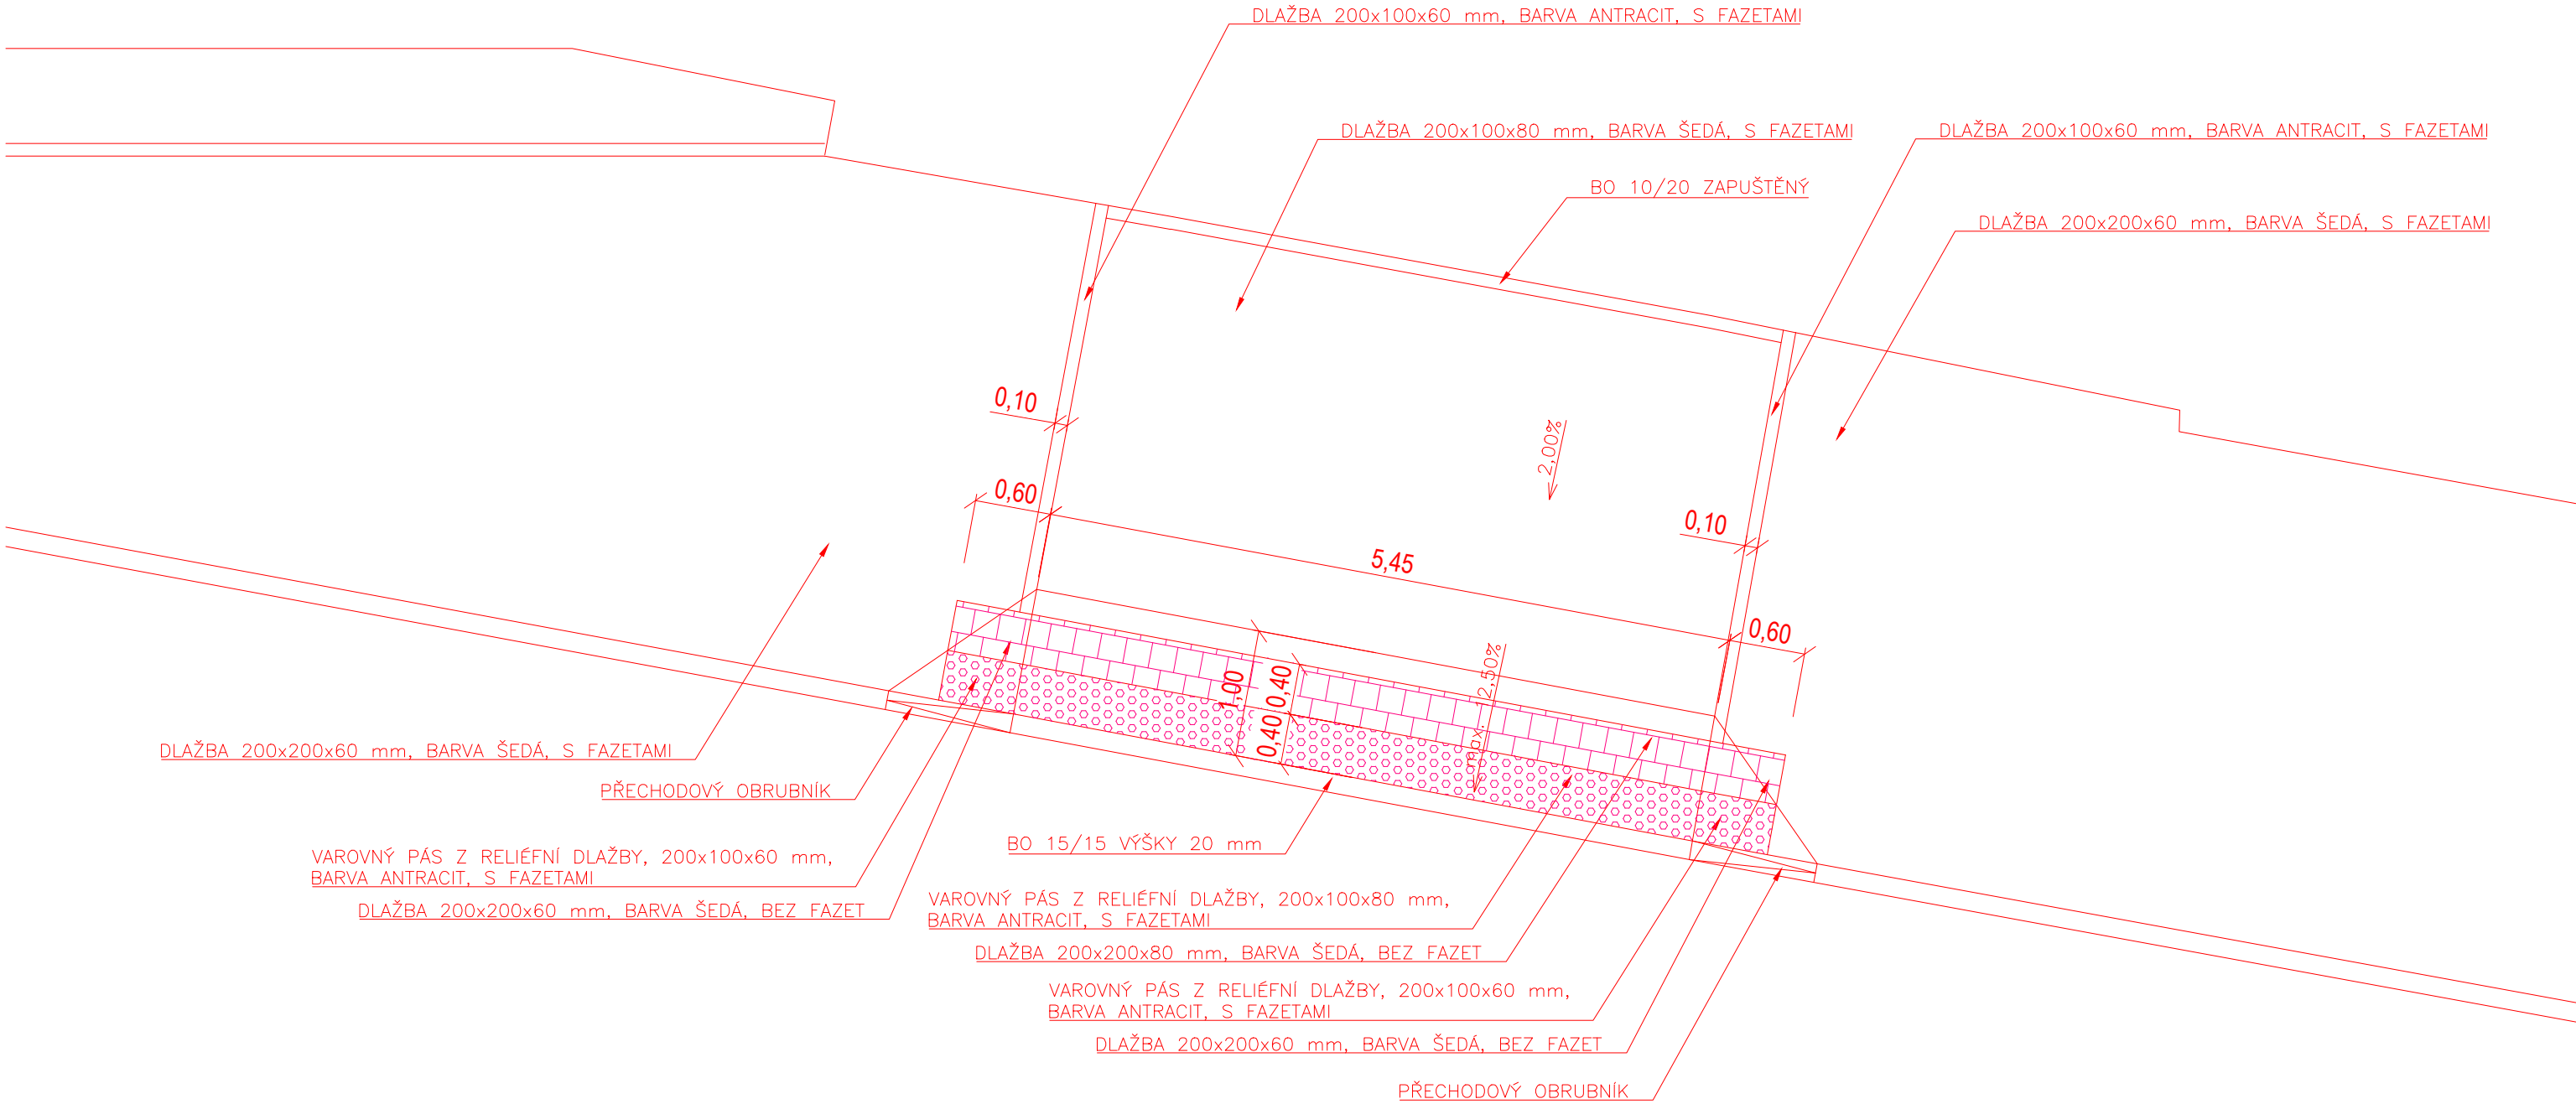 DLAŽBA 200x100x60 mm, BARVA ANTRACIT, S FAZETAMI
DLAŽBA 200x100x80 mm, BARVA ŠEDÁ, S FAZETAMI
DLAŽBA 200x100x60 mm, BARVA ANTRACIT, S FAZETAMI
BO 10/20 ZAPUŠTĚNÝ
DLAŽBA 200x200x60 mm, BARVA ŠEDÁ, S FAZETAMI
0,10
2,00%
0,60
0,10
5,45
0,60
1,00
0,40
0,40
max. 12,50%
DLAŽBA 200x200x60 mm, BARVA ŠEDÁ, S FAZETAMI
PŘECHODOVÝ OBRUBNÍK
BO 15/15 VÝŠKY 20 mm
VAROVNÝ PÁS Z RELIÉFNÍ DLAŽBY, 200x100x60 mm,
BARVA ANTRACIT, S FAZETAMI
DLAŽBA 200x200x60 mm, BARVA ŠEDÁ, BEZ FAZET
VAROVNÝ PÁS Z RELIÉFNÍ DLAŽBY, 200x100x80 mm,
BARVA ANTRACIT, S FAZETAMI
DLAŽBA 200x200x80 mm, BARVA ŠEDÁ, BEZ FAZET
VAROVNÝ PÁS Z RELIÉFNÍ DLAŽBY, 200x100x60 mm,
BARVA ANTRACIT, S FAZETAMI
DLAŽBA 200x200x60 mm, BARVA ŠEDÁ, BEZ FAZET
PŘECHODOVÝ OBRUBNÍK